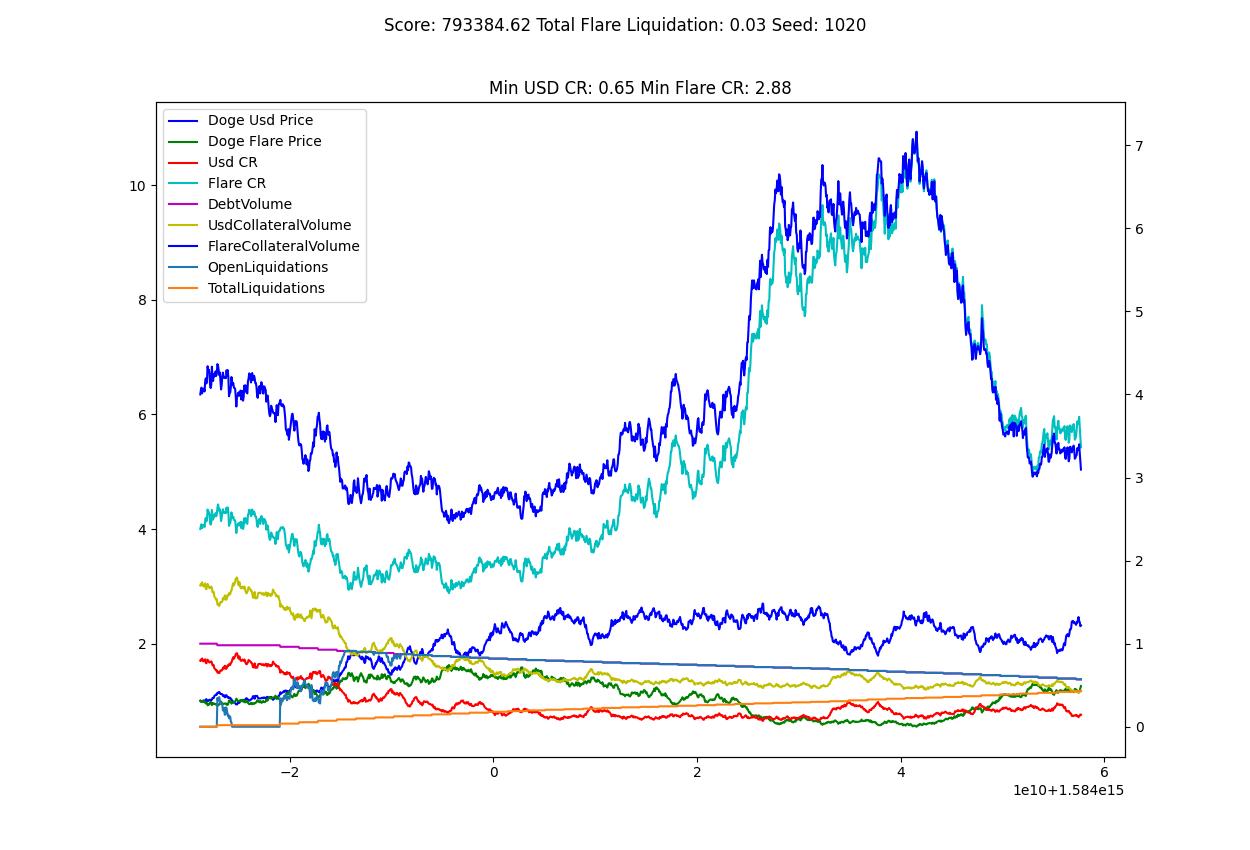 Score: 793384.62 Total Flare Liquidation: 0.03 Seed: 1020
Min USD CR: 0.65 Min Flare CR: 2.88
Doge Usd Price
Doge Flare Price
Usd CR
Flare CR
DebtVolume
UsdCollateralVolume
FlareCollateralVolume
OpenLiquidations
TotalLiquidations
10
8
6
4
2
7
6
5
4
3
2
1
0
−2
0
2
4
6
1e10+1.584e15